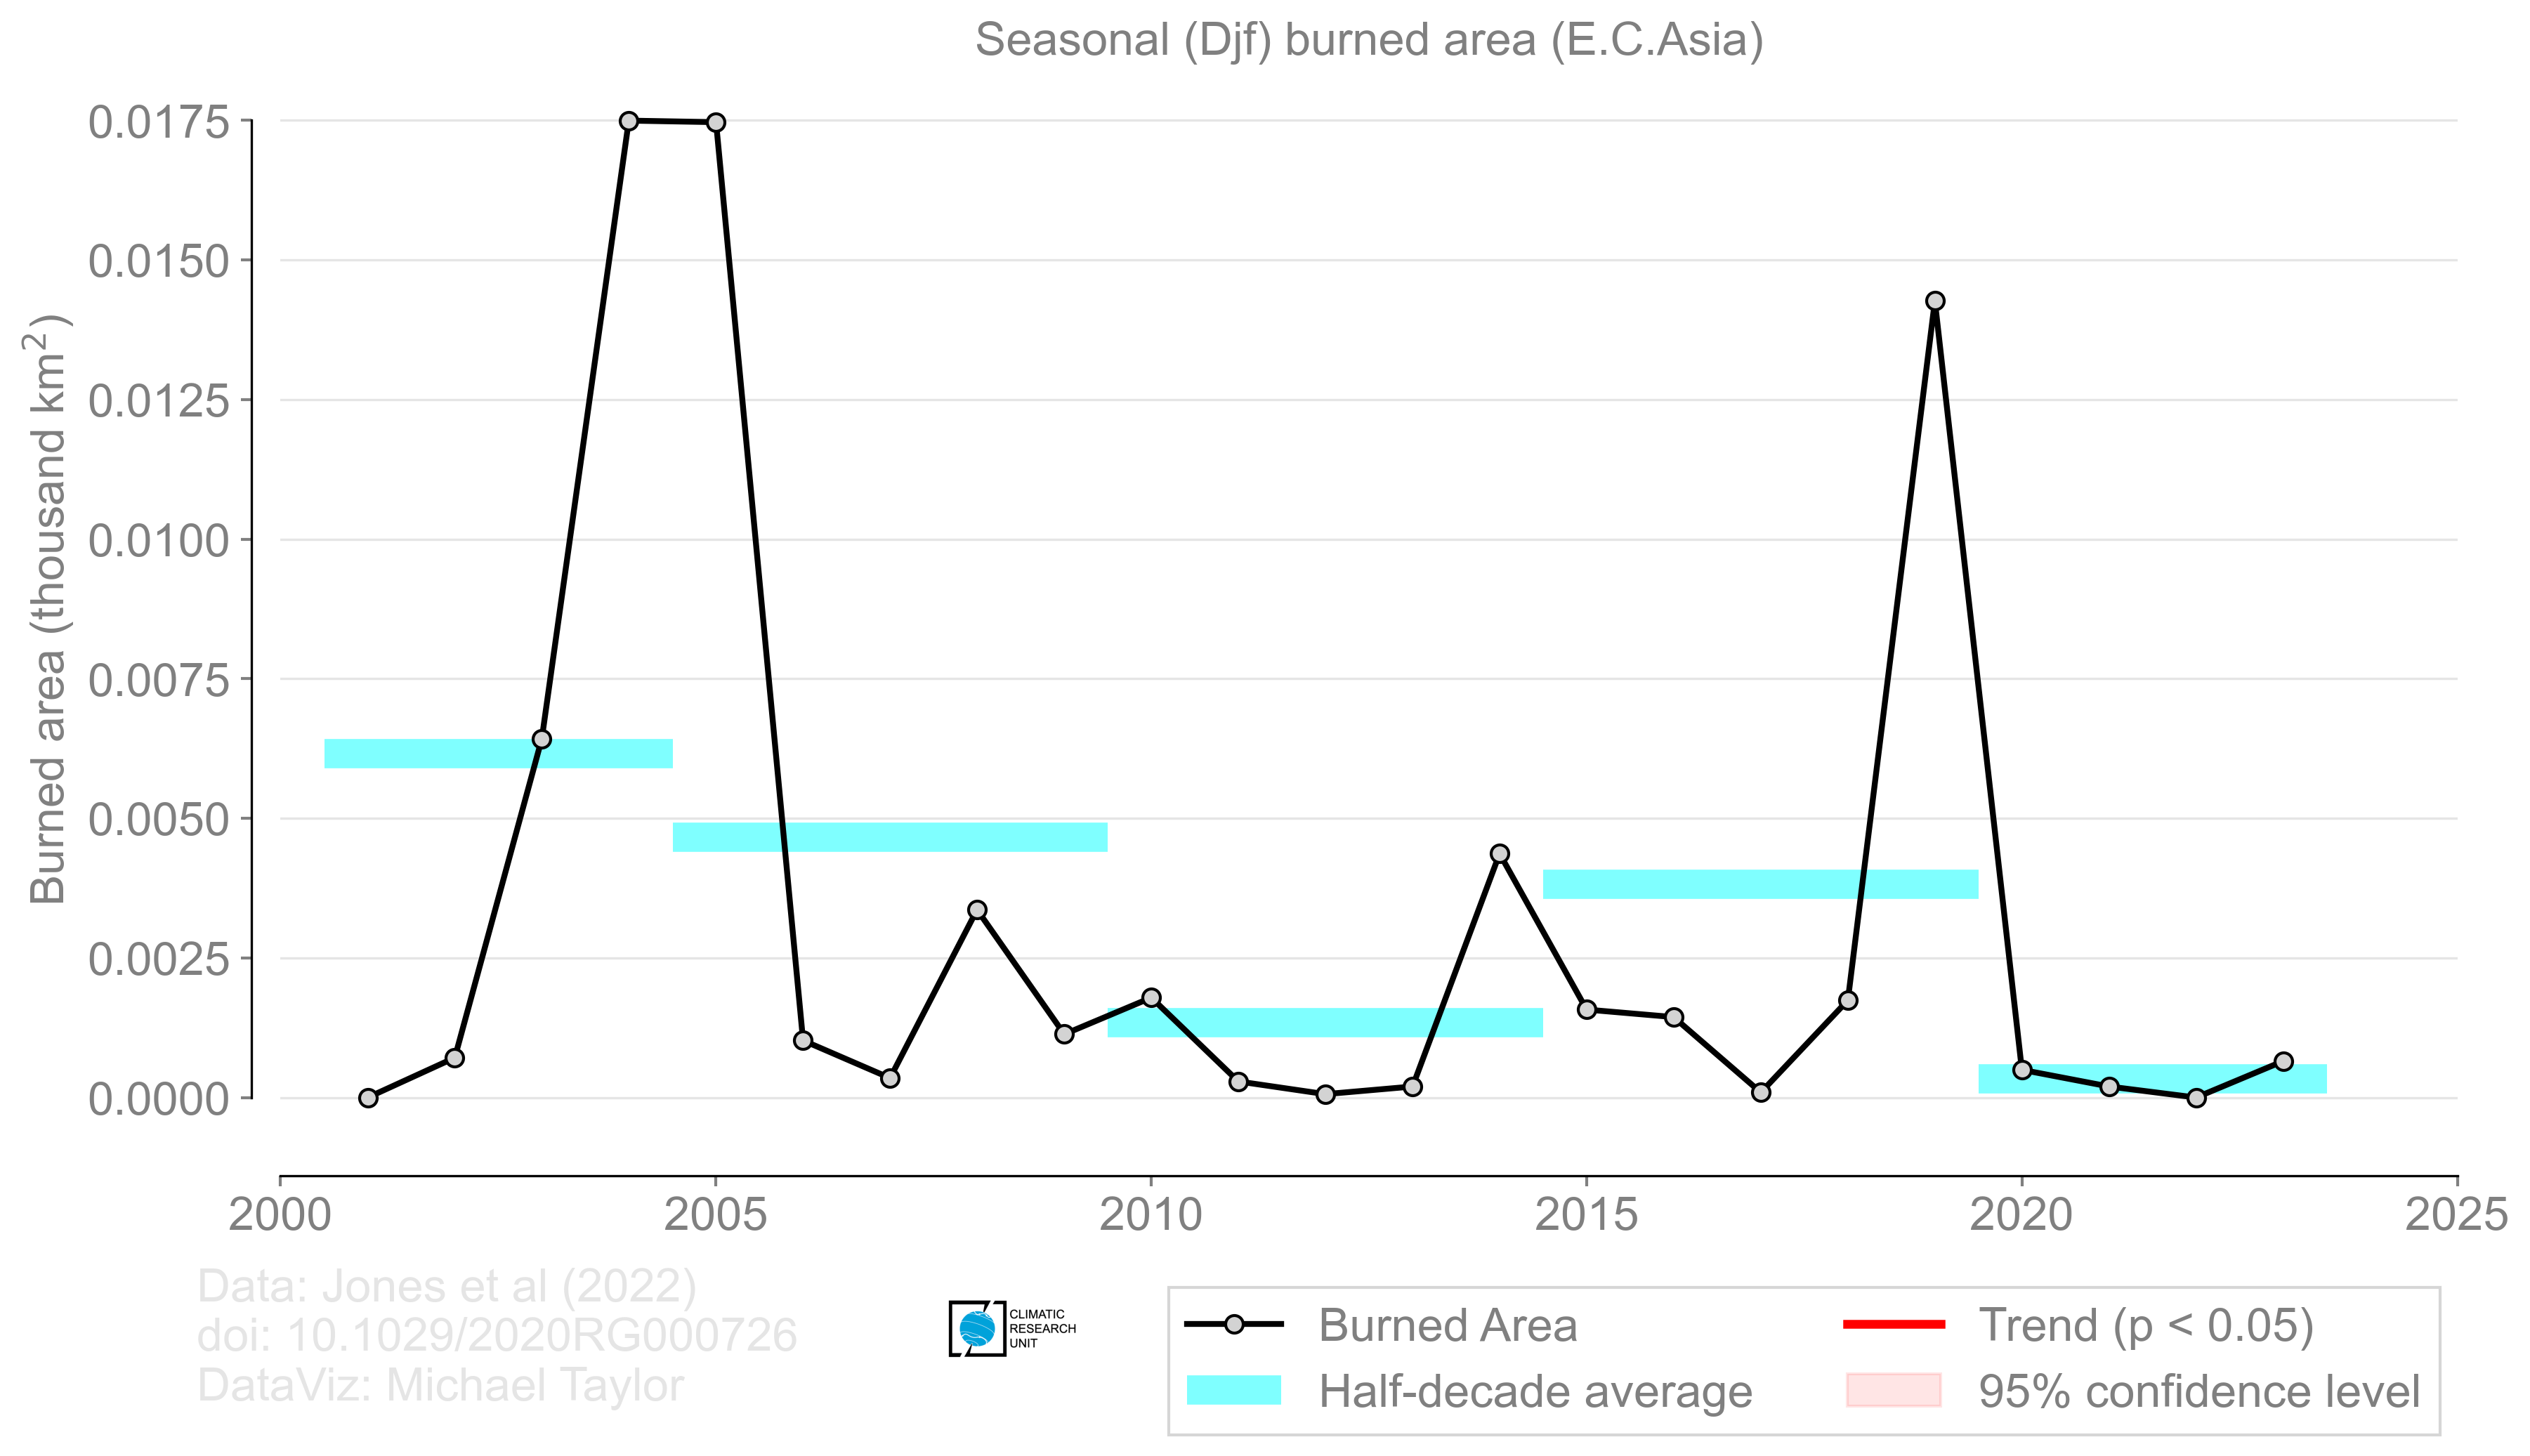 Seasonal (Djf) burned area (E.C.Asia)
Burned area (thousand km²)
0.0175
0.0150
0.0125
0.0100
0.0075
0.0050
0.0025
0.0000
2000 2005 2010 2015 2020 2025
Data: Jones et al (2022)
doi: 10.1029/2020RG000726
DataViz: Michael Taylor
CLIMATIC
RESEARCH
UNIT
Burned Area
Half-decade average
Trend (p < 0.05)
95% confidence level